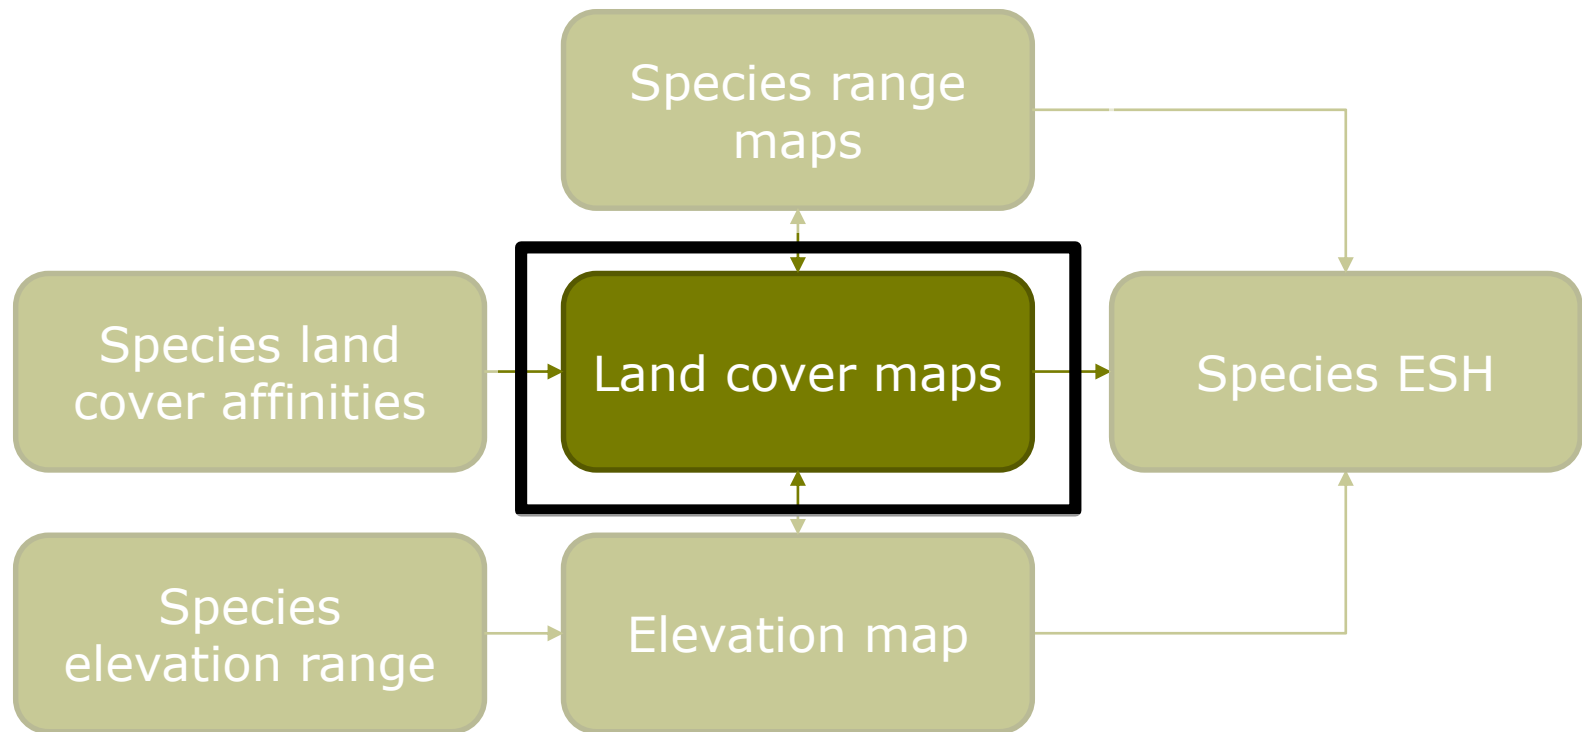 Species range
maps
Species land
cover affinities
Land cover maps
Species ESH
Species
elevation range
Elevation map